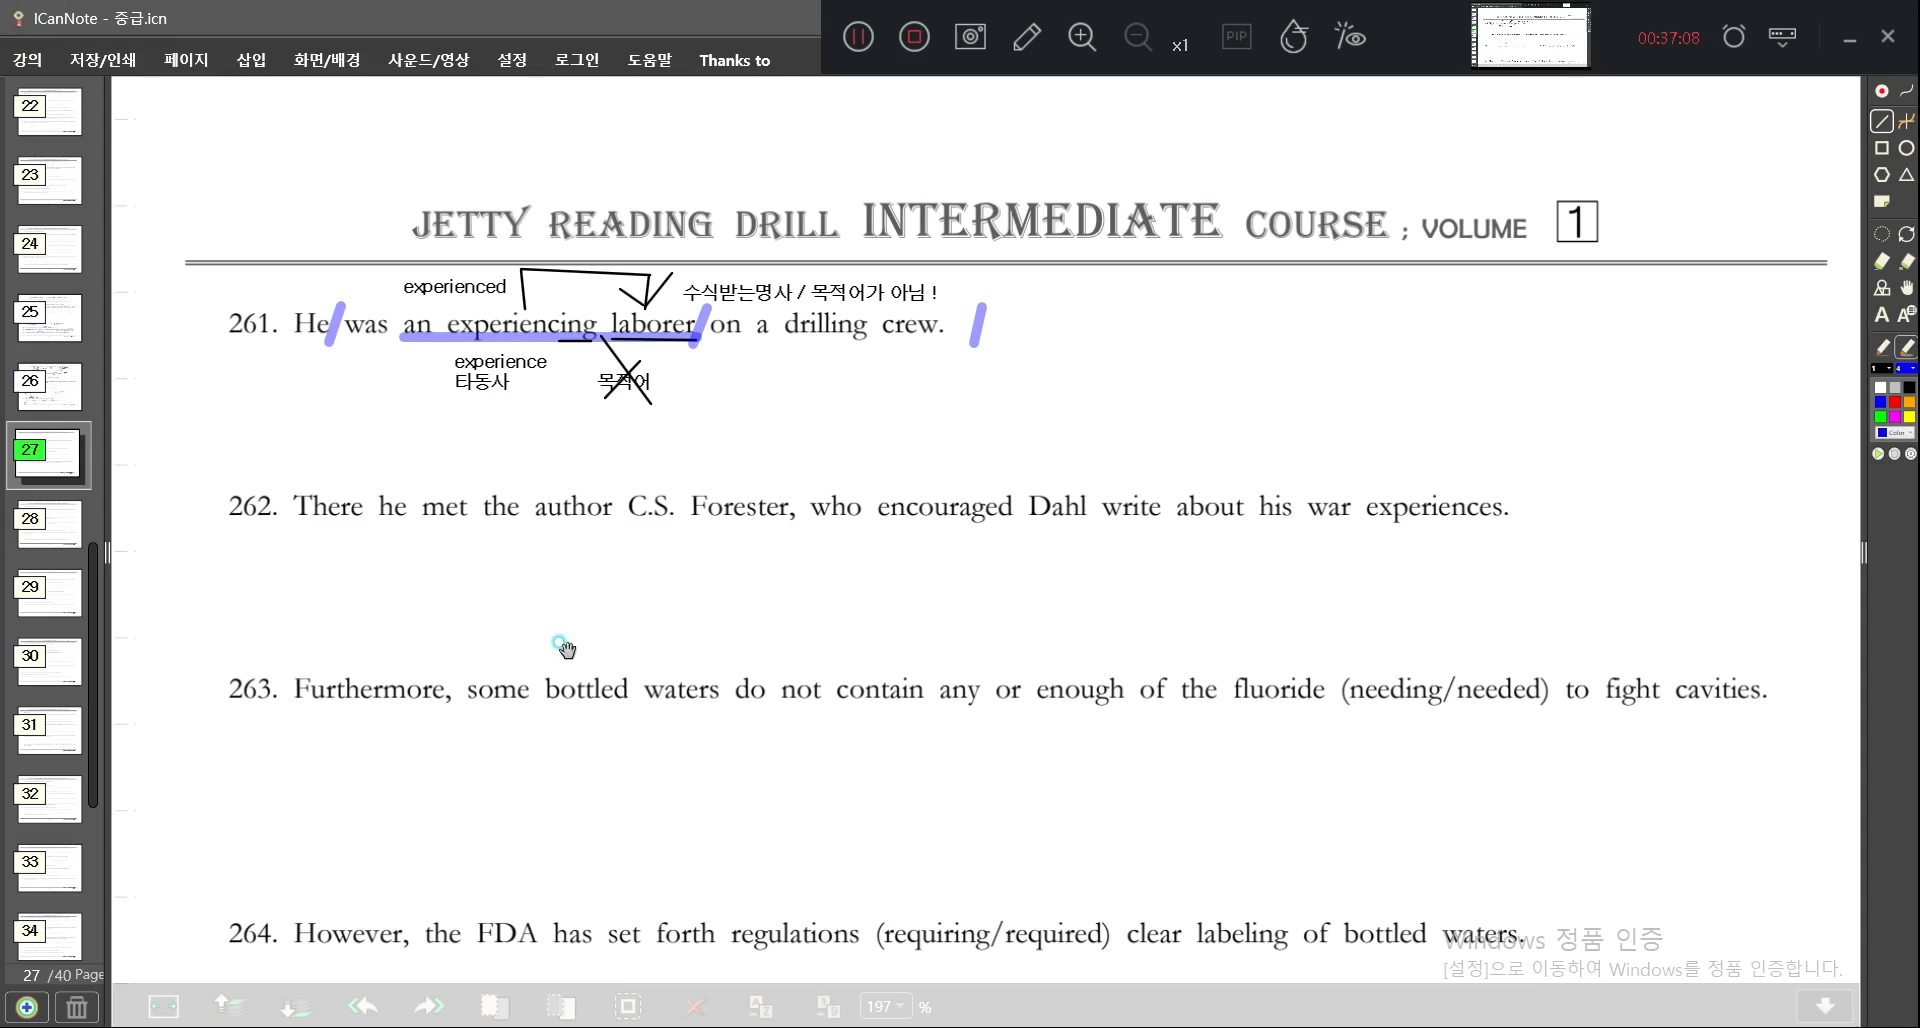 ICanNote - 중급.icn
강의 저장/인쇄 페이지 삽입 화면/배경 사운드/영상 설정 로그인 도움말 Thanks to
x1
PIP
00:37:08
22
23
24
25
26
27
28
29
30
31
32
33
34
27 /40 Page
JETTY READING DRILL INTERMEDIATE COURSE ; VOLUME 1
experienced
수식받는명사 / 목적어가 아님 !
261. He was an experiencing laborer on a drilling crew.
experience
타동사 목적어
262. There he met the author C.S. Forester, who encouraged Dahl write about his war experiences.
263. Furthermore, some bottled waters do not contain any or enough of the fluoride (needing/needed) to fight cavities.
264. However, the FDA has set forth regulations (requiring/required) clear labeling of bottled waters.
Windows 정품 인증
[설정]으로 이동하여 Windows를 정품 인증합니다.
197 %
A
A
1
4
Color